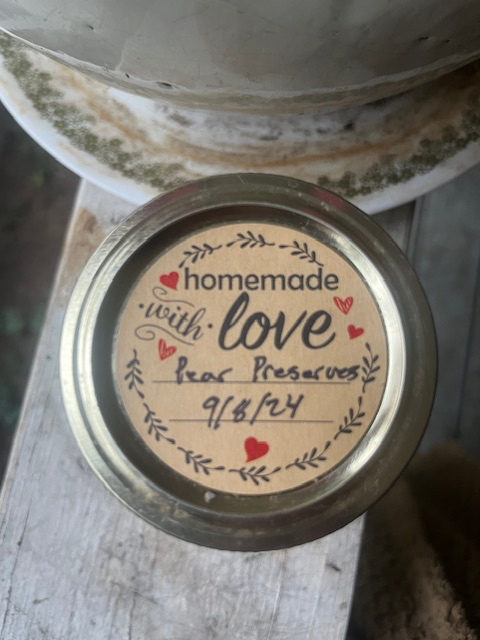 homemade
with love
Pear Preserves
9/8/24